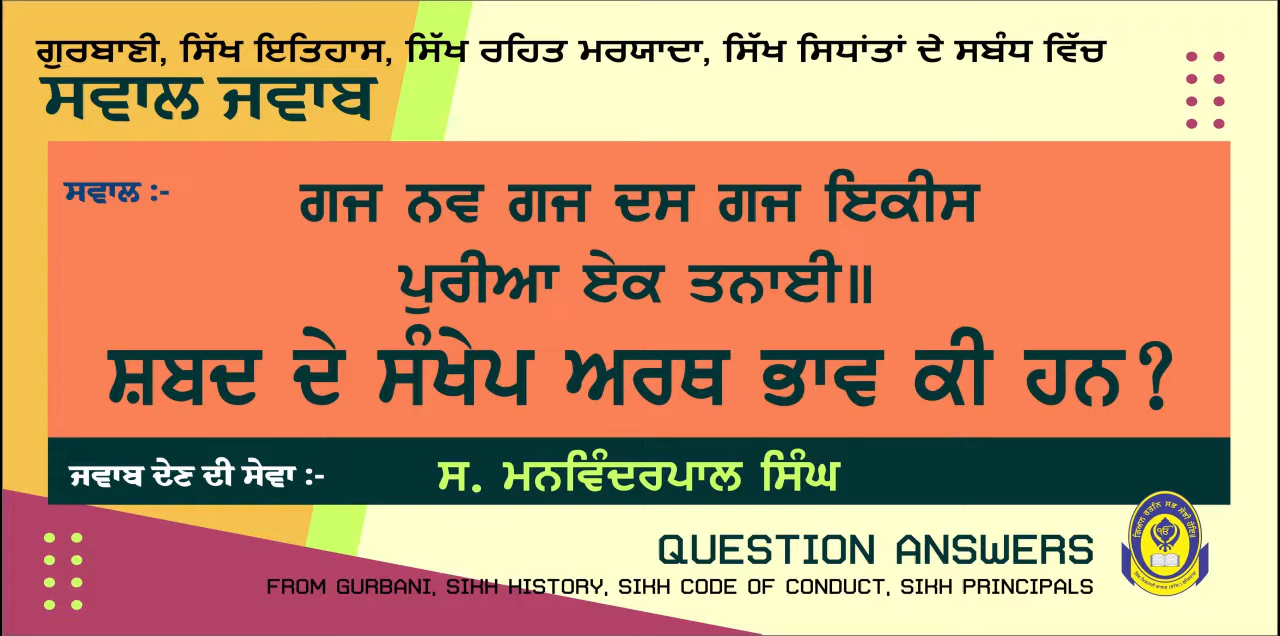 ਗੁਰਬਾਣੀ, ਸਿੱਖ ਇਤਿਹਾਸ, ਸਿੱਖ ਰਹਿਤ ਮਰਯਾਦਾ, ਸਿੱਖ ਸਿਧਾਂਤਾਂ ਦੇ ਸਬੰਧ ਵਿੱਚ
ਸਵਾਲ ਜਵਾਬ
ਸਵਾਲ :-
ਗਜ ਨਵ ਗਜ ਦਸ ਗਜ ਇਕੀਸ
ਪੁਰੀਆ ਏਕ ਤਨਾਈ॥
ਸ਼ਬਦ ਦੇ ਸੰਖੇਪ ਅਰਥ ਭਾਵ ਕੀ ਹਨ?
ਜਵਾਬ ਦੇਣ ਦੀ ਸੇਵਾ :- ਸ. ਮਨਵਿੰਦਰਪਾਲ ਸਿੰਘ
QUESTION ANSWERS
FROM GURBANI, SIKH HISTORY, SIKH CODE OF CONDUCT, SIKH PRINCIPALS